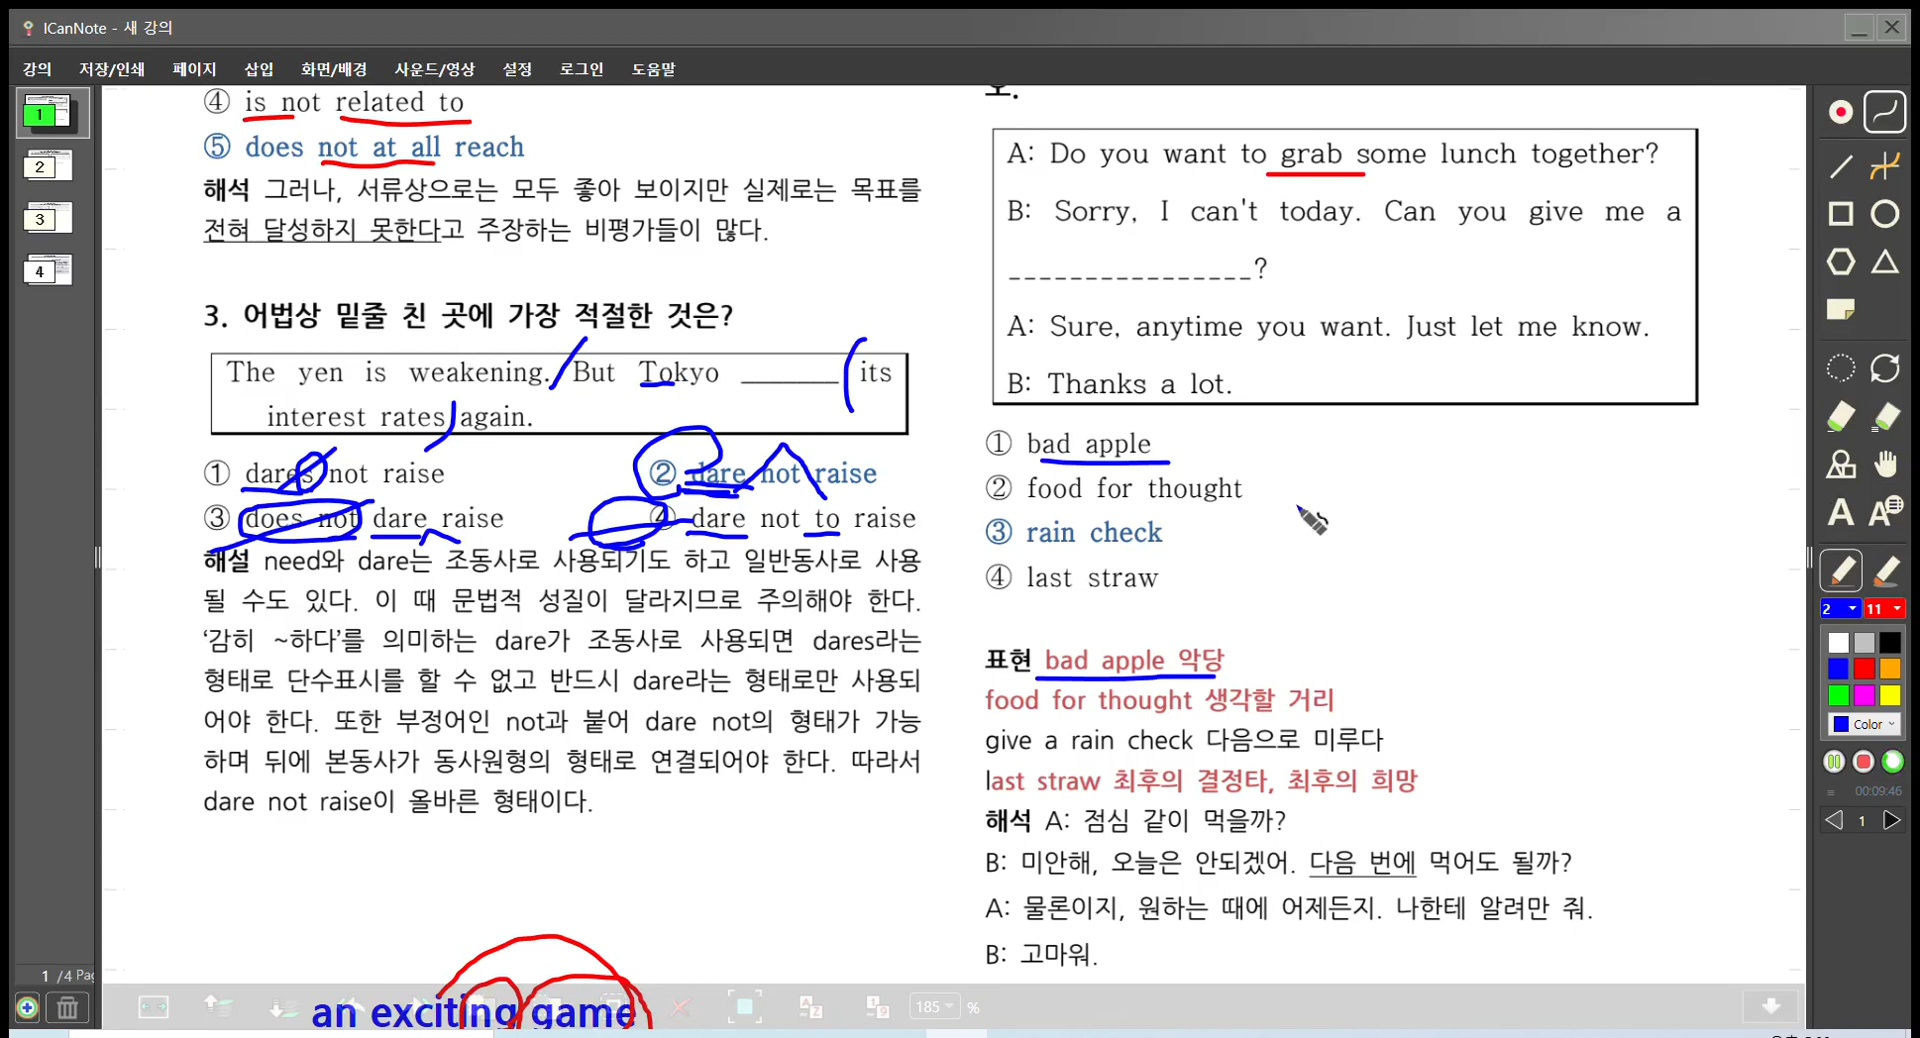 ICanNote - 새 강의
강의 저장/인쇄 페이지 삽입 화면/배경 사운드/영상 설정 로그인 도움말
1
2
3
4
④ is not related to
⑤ does not at all reach
해석 그러나, 서류상으로는 모두 좋아 보이지만 실제로는 목표를
전혀 달성하지 못한다고 주장하는 비평가들이 많다.
3. 어법상 밑줄 친 곳에 가장 적절한 것은?
The yen is weakening. But Tokyo _______ its
interest rates again.
① dares not raise
② dare not raise
③ does not dare raise
④ dare not to raise
해설 need와 dare는 조동사로 사용되기도 하고 일반동사로 사용
될 수도 있다. 이 때 문법적 성질이 달라지므로 주의해야 한다.
‘감히 ~하다’를 의미하는 dare가 조동사로 사용되면 dares라는
형태로 단수표시를 할 수 없고 반드시 dare라는 형태로만 사용되
어야 한다. 또한 부정어인 not과 붙어 dare not의 형태가 가능
하며 뒤에 본동사가 동사원형의 형태로 연결되어야 한다. 따라서
dare not raise이 올바른 형태이다.
an exciting game
오.
A: Do you want to grab some lunch together?
B: Sorry, I can't today. Can you give me a
________________?
A: Sure, anytime you want. Just let me know.
B: Thanks a lot.
① bad apple
② food for thought
③ rain check
④ last straw
표현 bad apple 악당
food for thought 생각할 거리
give a rain check 다음으로 미루다
last straw 최후의 결정타, 최후의 희망
해석 A: 점심 같이 먹을까?
B: 미안해, 오늘은 안되겠어. 다음 번에 먹어도 될까?
A: 물론이지, 원하는 때에 어제든지. 나한테 알려만 줘.
B: 고마워.
2 11
Color
00:09:46
1
1 /4 Pag
185 %